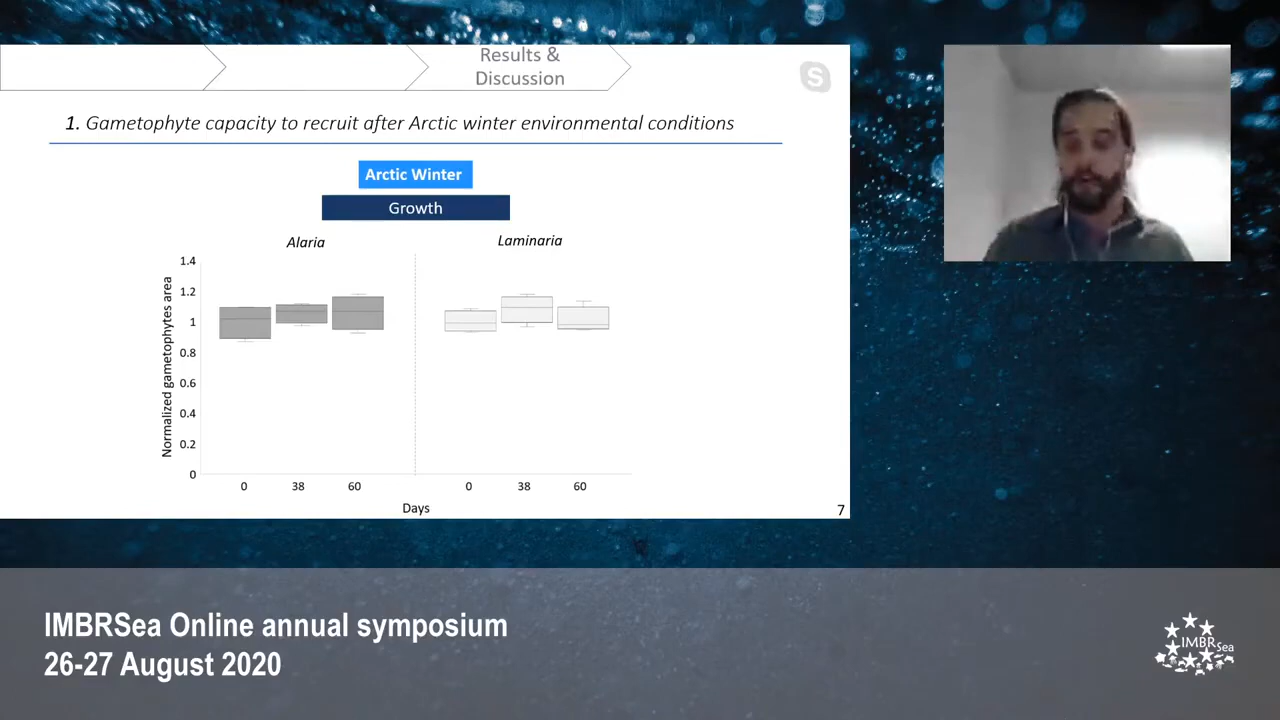 Results &
Discussion
S
1. Gametophyte capacity to recruit after Arctic winter environmental conditions
Arctic Winter
Growth
Alaria
Laminaria
Normalized gametophytes area
1.4
1.2
1
0.8
0.6
0.4
0.2
0
0 38 60 0 38 60
Days
7
IMBRSea Online annual symposium
26-27 August 2020
IMBRSea